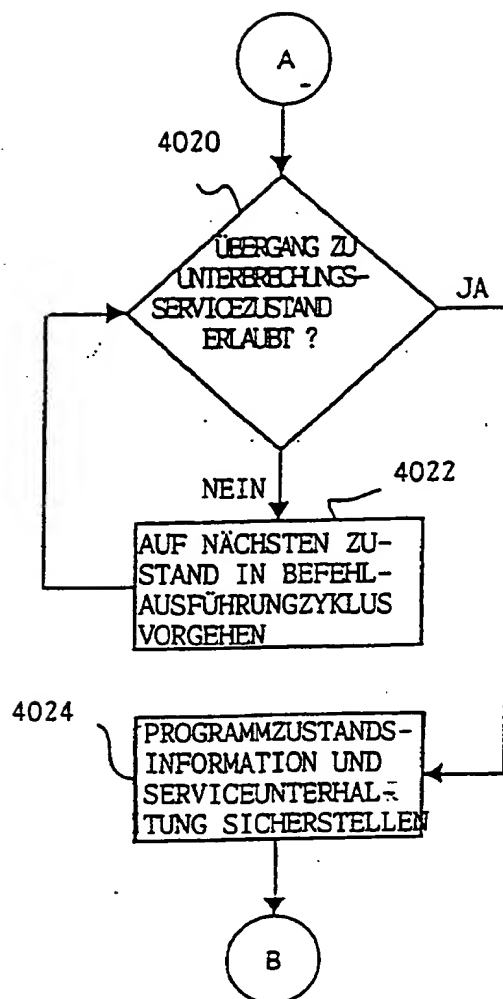 A
4020
ÜBERGANG ZU
UNTERBRECHUNGS-
SERVICEZUSTAND
ERLAUBT ?
JA
NEIN
4022
AUF NÄCHSTEN ZU-
STAND IN BEFEHL-
AUSFÜHRUNGZYKLUS
VORGEHEN
4024
PROGRAMMZUSTANDS-
INFORMATION UND
SERVICEUNTERHAL-
TUNG SICHERSTELLEN
B